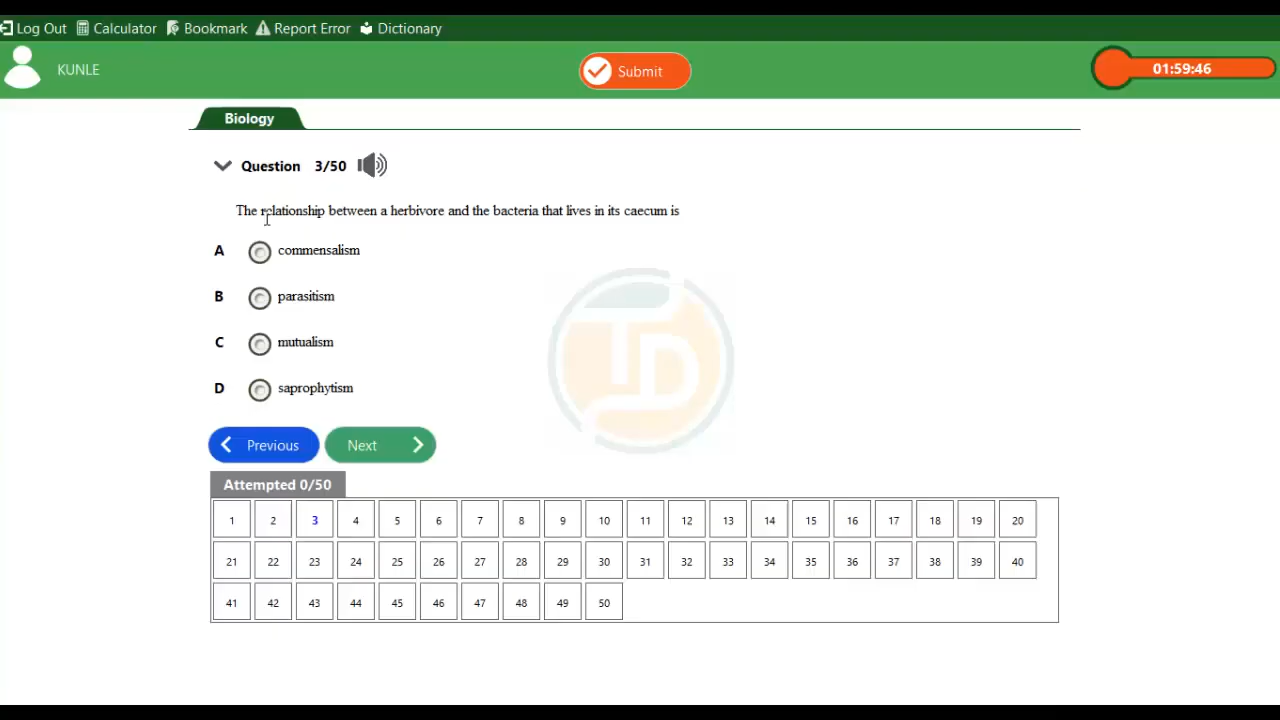 Log Out Calculator Bookmark Report Error Dictionary
KUNLE Submit 01:59:46
Biology
Question 3/50
The relationship between a herbivore and the bacteria that lives in its caecum is
A commensalism
B parasitism
C mutualism
D saprophytism
Previous Next
Attempted 0/50
1 2 3 4 5 6 7 8 9 10 11 12 13 14 15 16 17 18 19 20
21 22 23 24 25 26 27 28 29 30 31 32 33 34 35 36 37 38 39 40
41 42 43 44 45 46 47 48 49 50